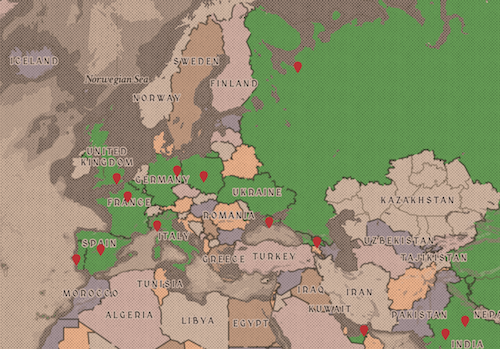 ICELAND
SWEDEN
Norwegian Sea
FINLAND
NORWAY
UNITED
KINGDOM
GERMANY
FRANCE
UKRAINE
KAZAKHSTAN
ROMANIA
ITALY
SPAIN
UZBEKISTAN
GREECE
TURKEY
TAJIKISTAN
TUNISIA
MOROCCO
IRAQ
IRAN
KUWAIT
ALGERIA
LIBYA
EGYPT
PAKISTAN
NEPA
INDIA